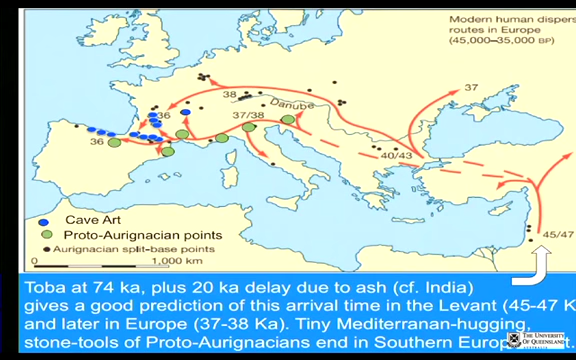 Modern human dispers
routes in Europe
(45,000–35,000 BP)
37
38
Danube
36
37/38
36
40/43
45/47
Cave Art
Proto-Aurignacian points
Aurignacian split-base points
0
1,000 km
Toba at 74 ka, plus 20 ka delay due to ash (cf. India)
gives a good prediction of this arrival time in the Levant (45-47 K
and later in Europe (37-38 Ka). Tiny Mediterranan-hugging,
stone-tools of Proto-Aurignacians end in Southern Europ
THE UNIVERSITY
OF QUEENSLAND
AUSTRALIA